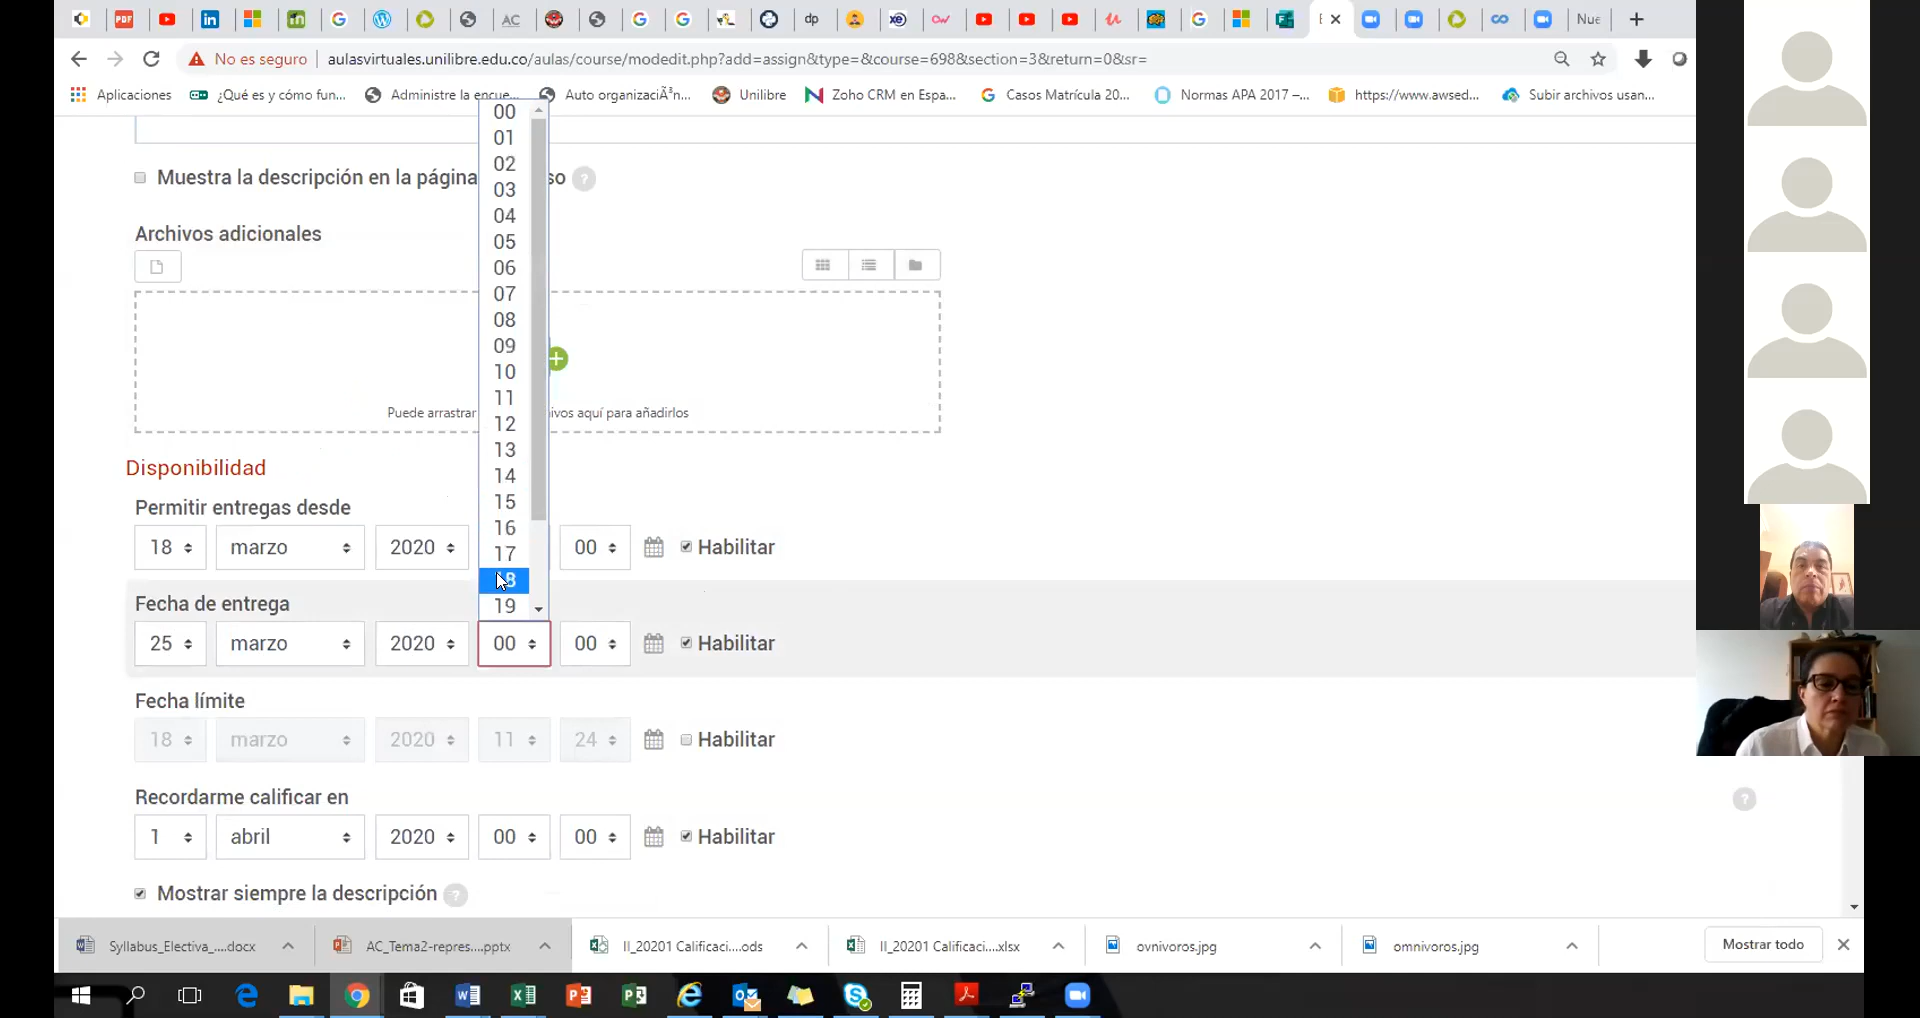 PDF
AC
dp
xe
cw
Nue
No es seguro
aulasvirtuales.unilibre.edu.co/aulas/course/modedit.php?add=assign&type=&course=698&section=3&return=0&sr=
Aplicaciones
¿Qué es y cómo fun...
Administre la encue...
Auto organizaciÃ³n...
Unilibre
Zoho CRM en Espa...
Casos Matrícula 20...
Normas APA 2017 –...
https://www.awsed...
Subir archivos usan...
00
01
02
03
04
05
06
07
08
09
10
11
12
13
14
15
16
17
18
19
Muestra la descripción en la página
so
Archivos adicionales
Puede arrastrar
ivos aquí para añadirlos
Disponibilidad
Permitir entregas desde
18 marzo 2020 00 Habilitar
Fecha de entrega
25 marzo 2020 00 00 Habilitar
Fecha límite
18 marzo 2020 11 24 Habilitar
Recordarme calificar en
1 abril 2020 00 00 Habilitar
Mostrar siempre la descripción
Syllabus_Electiva_....docx
AC_Tema2-repres....pptx
II_20201 Calificaci....ods
II_20201 Calificaci....xlsx
ovnivoros.jpg
omnivoros.jpg
Mostrar todo